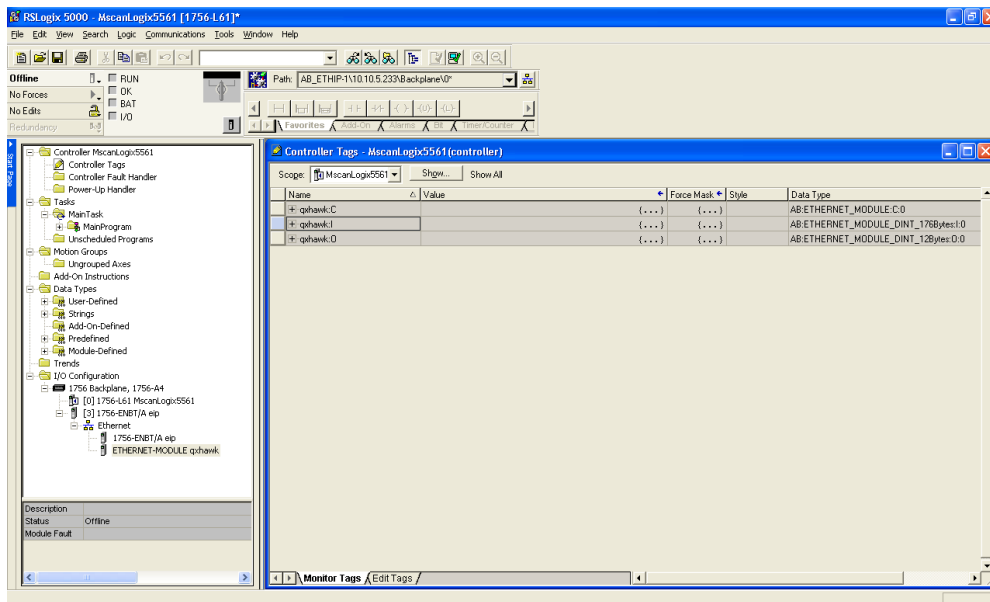 RSLogix 5000 - MscanLogix5561 [1756-L61]*
File Edit View Search Logic Communications Tools Window Help
Offline RUN
No Forces OK
No Edits BAT
I/O
Redundancy
Path: AB_ETHIP-1\10.10.5.233\Backplane\0*
Favorites Add-On Alarms Bit Timer/Counter
Start Page
Controller MscanLogix5561
Controller Tags
Controller Fault Handler
Power-Up Handler
Tasks
MainTask
MainProgram
Unscheduled Programs
Motion Groups
Ungrouped Axes
Add-On Instructions
Data Types
User-Defined
Strings
Add-On-Defined
Predefined
Module-Defined
Trends
I/O Configuration
1756 Backplane, 1756-A4
[0] 1756-L61 MscanLogix5561
[3] 1756-ENBT/A eip
Ethernet
1756-ENBT/A eip
ETHERNET-MODULE qxhawk
Description
Status Offline
Module Fault
Controller Tags - MscanLogix5561(controller)
Scope: MscanLogix5561 Show... Show All
Name Value Force Mask Style Data Type
qxhawk:C {...} {...} AB:ETHERNET_MODULE:C:0
qxhawk:I {...} {...} AB:ETHERNET_MODULE_DINT_176Bytes:I:0
qxhawk:O {...} {...} AB:ETHERNET_MODULE_DINT_12Bytes:O:0
Monitor Tags Edit Tags